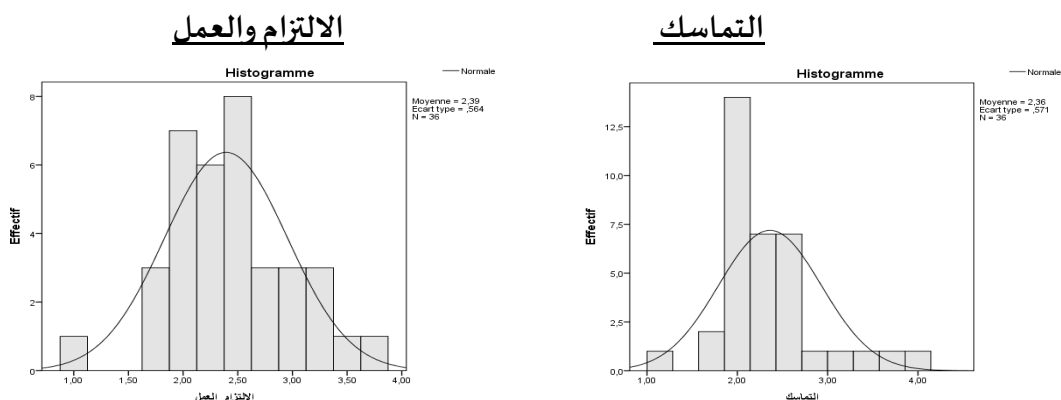 الالتزام والعمل
Histogramme
Normale
Moyenne = 2,39
Ecart type = ,564
N = 36
Effectif
8
6
4
2
0
1,00 1,50 2,00 2,50 3,00 3,50 4,00
الالتزام_العمل
التماسك
Histogramme
Normale
Moyenne = 2,36
Ecart type = ,571
N = 36
Effectif
12,5
10,0
7,5
5,0
2,5
0,0
1,00 2,00 3,00 4,00
التماسك